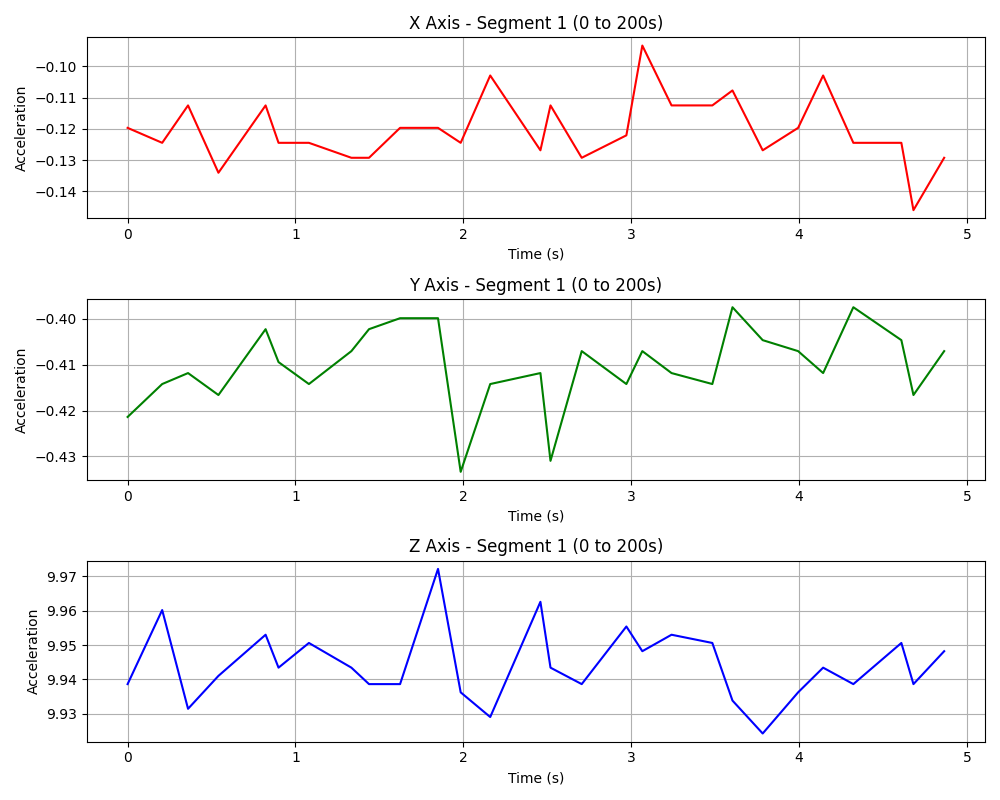 X Axis - Segment 1 (0 to 200s)
Acceleration
−0.10
−0.11
−0.12
−0.13
−0.14
0 1 2 3 4 5
Time (s)
Y Axis - Segment 1 (0 to 200s)
Acceleration
−0.40
−0.41
−0.42
−0.43
0 1 2 3 4 5
Time (s)
Z Axis - Segment 1 (0 to 200s)
Acceleration
9.97
9.96
9.95
9.94
9.93
0 1 2 3 4 5
Time (s)